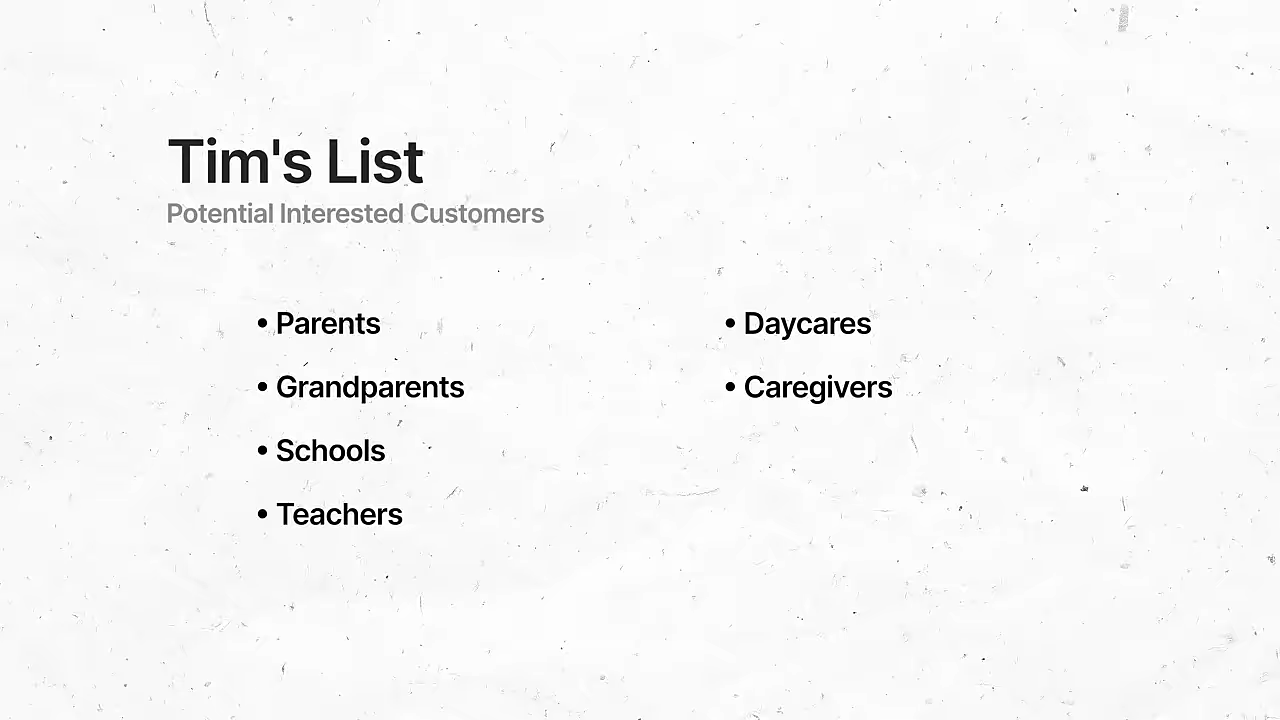 Tim's List
Potential Interested Customers
• Parents
• Grandparents
• Schools
• Teachers
• Daycares
• Caregivers